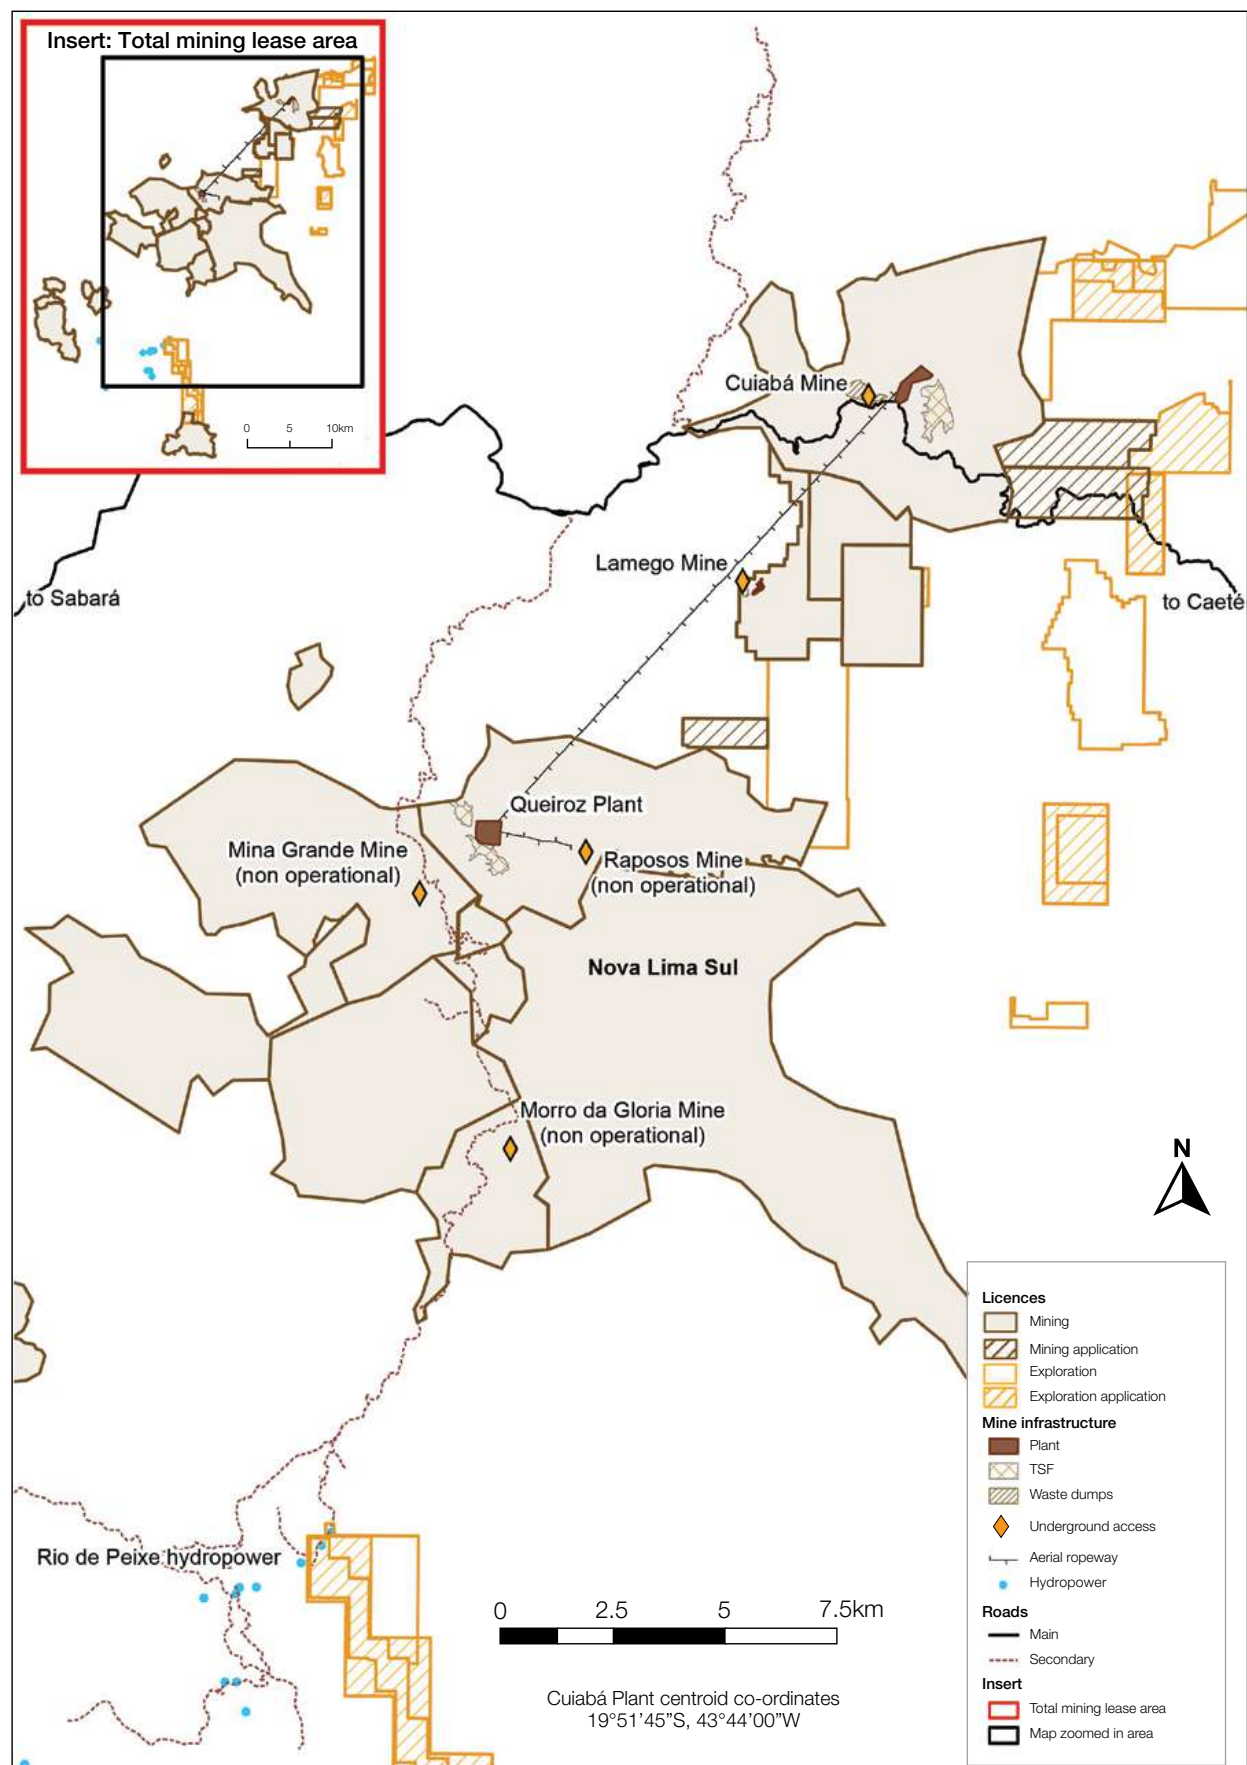 Insert: Total mining lease area
0 5 10km
Cuiabá Mine
Lamego Mine
to Sabará
to Caeté
Queiroz Plant
Mina Grande Mine
(non operational)
Raposos Mine
(non operational)
Nova Lima Sul
Morro da Gloria Mine
(non operational)
N
Rio de Peixe hydropower
0 2.5 5 7.5km
Cuiabá Plant centroid co-ordinates
19°51’45”S, 43°44’00”W
Licences
Mining
Mining application
Exploration
Exploration application
Mine infrastructure
Plant
TSF
Waste dumps
Underground access
Aerial ropeway
Hydropower
Roads
Main
Secondary
Insert
Total mining lease area
Map zoomed in area